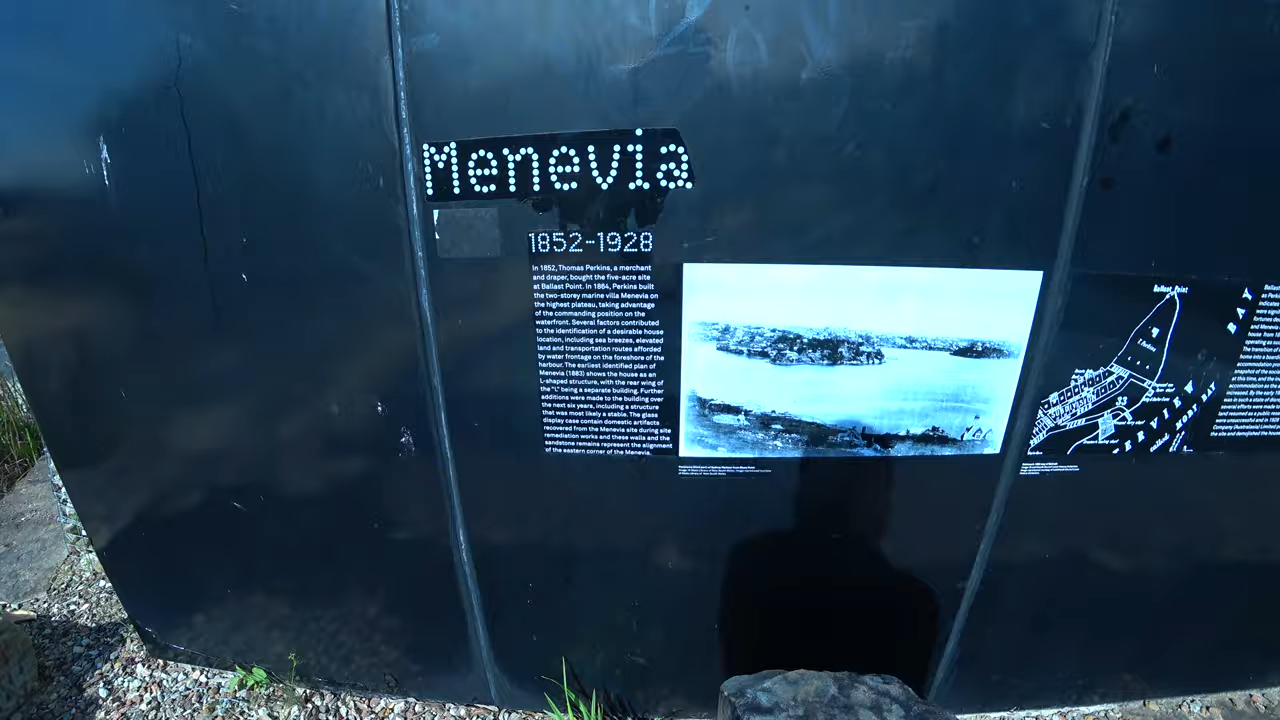 Menevia
1852-1928
In 1852, Thomas Perkins, a merchant
and draper, bought the five-acre site
at Ballast Point. In 1864, Perkins built
the two-storey marine villa Menevia on
the highest plateau, taking advantage
of the commanding position on the
waterfront. Several factors contributed
to the identification of a desirable house
location, including sea breezes, elevated
land and transportation routes afforded
by water frontage on the foreshore of the
harbour. The earliest identified plan of
Menevia (1883) shows the house as an
L-shaped structure, with the rear wing of
the "L" being a separate building. Further
additions were made to the building over
the next six years, including a structure
that was most likely a stable. The glass
display case contain domestic artifacts
recovered from the Menevia site during site
remediation works and these walls and the
sandstone remains represent the alignment
of the eastern corner of the Menevia.
Ballast Point
BAY
33